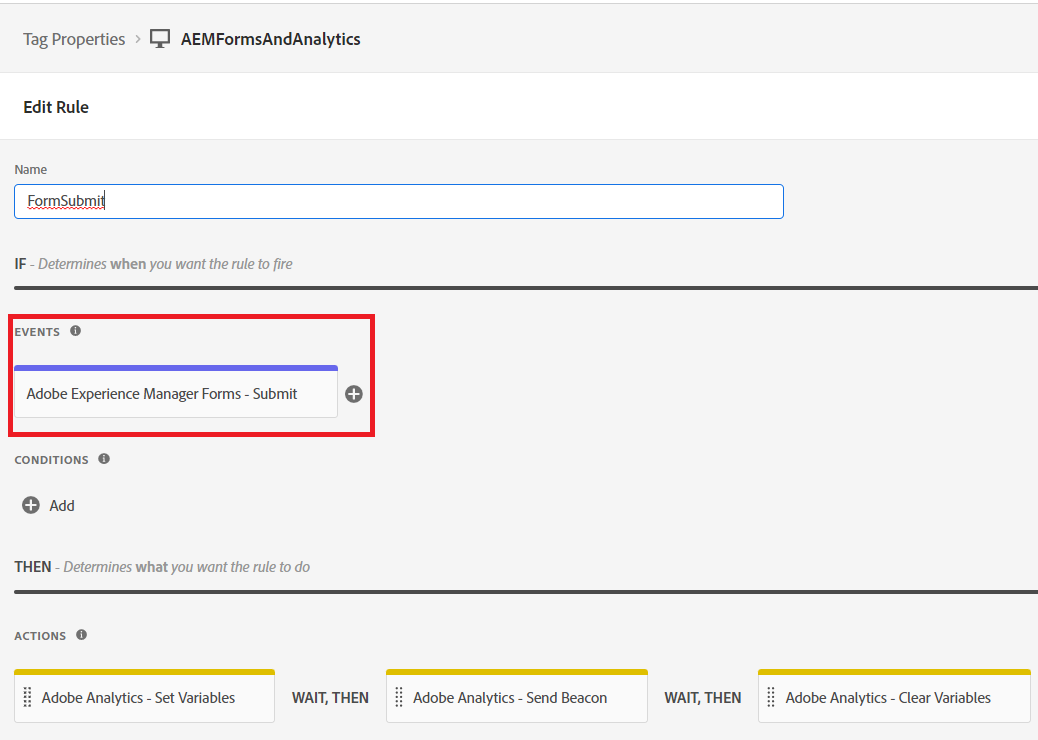 Tag Properties > AEMFormsAndAnalytics
Edit Rule
Name
FormSubmit
IF - Determines when you want the rule to fire
EVENTS
Adobe Experience Manager Forms - Submit
CONDITIONS
Add
THEN - Determines what you want the rule to do
ACTIONS
Adobe Analytics - Set Variables WAIT, THEN Adobe Analytics - Send Beacon WAIT, THEN Adobe Analytics - Clear Variables